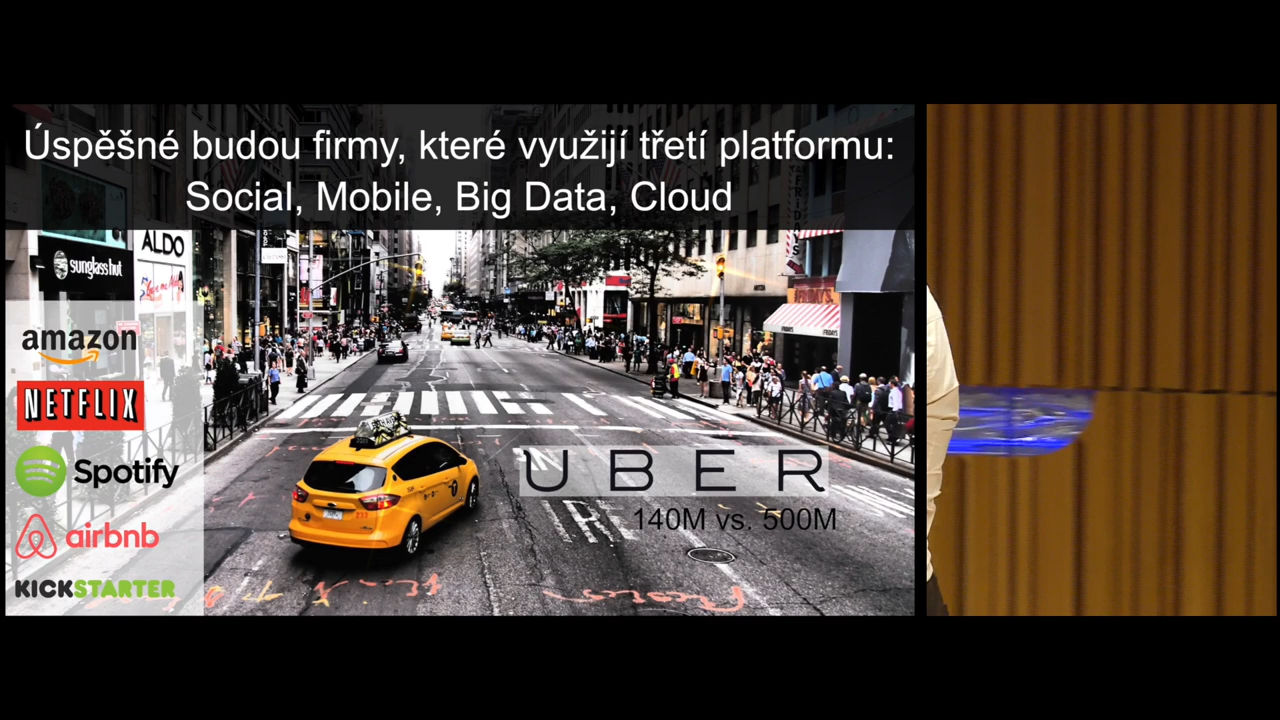 Úspěšné budou firmy, které využijí třetí platformu:
Social, Mobile, Big Data, Cloud
ALDO
sunglass hut
FRIDAYS
amazon
NETFLIX
Spotify
airbnb
KICKSTARTER
UBER
140M vs. 500M